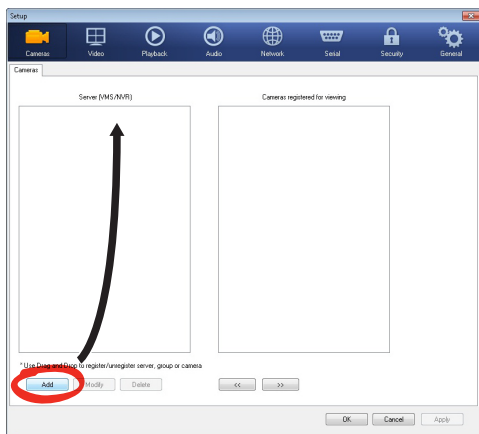 Setup
Cameras Video Playback Audio Network Serial Security General
Cameras
Server (VMS/NVR) Cameras registered for viewing
* Use Drag and Drop to register/unregister server, group or camera
Add Modify Delete << >>
OK Cancel Apply